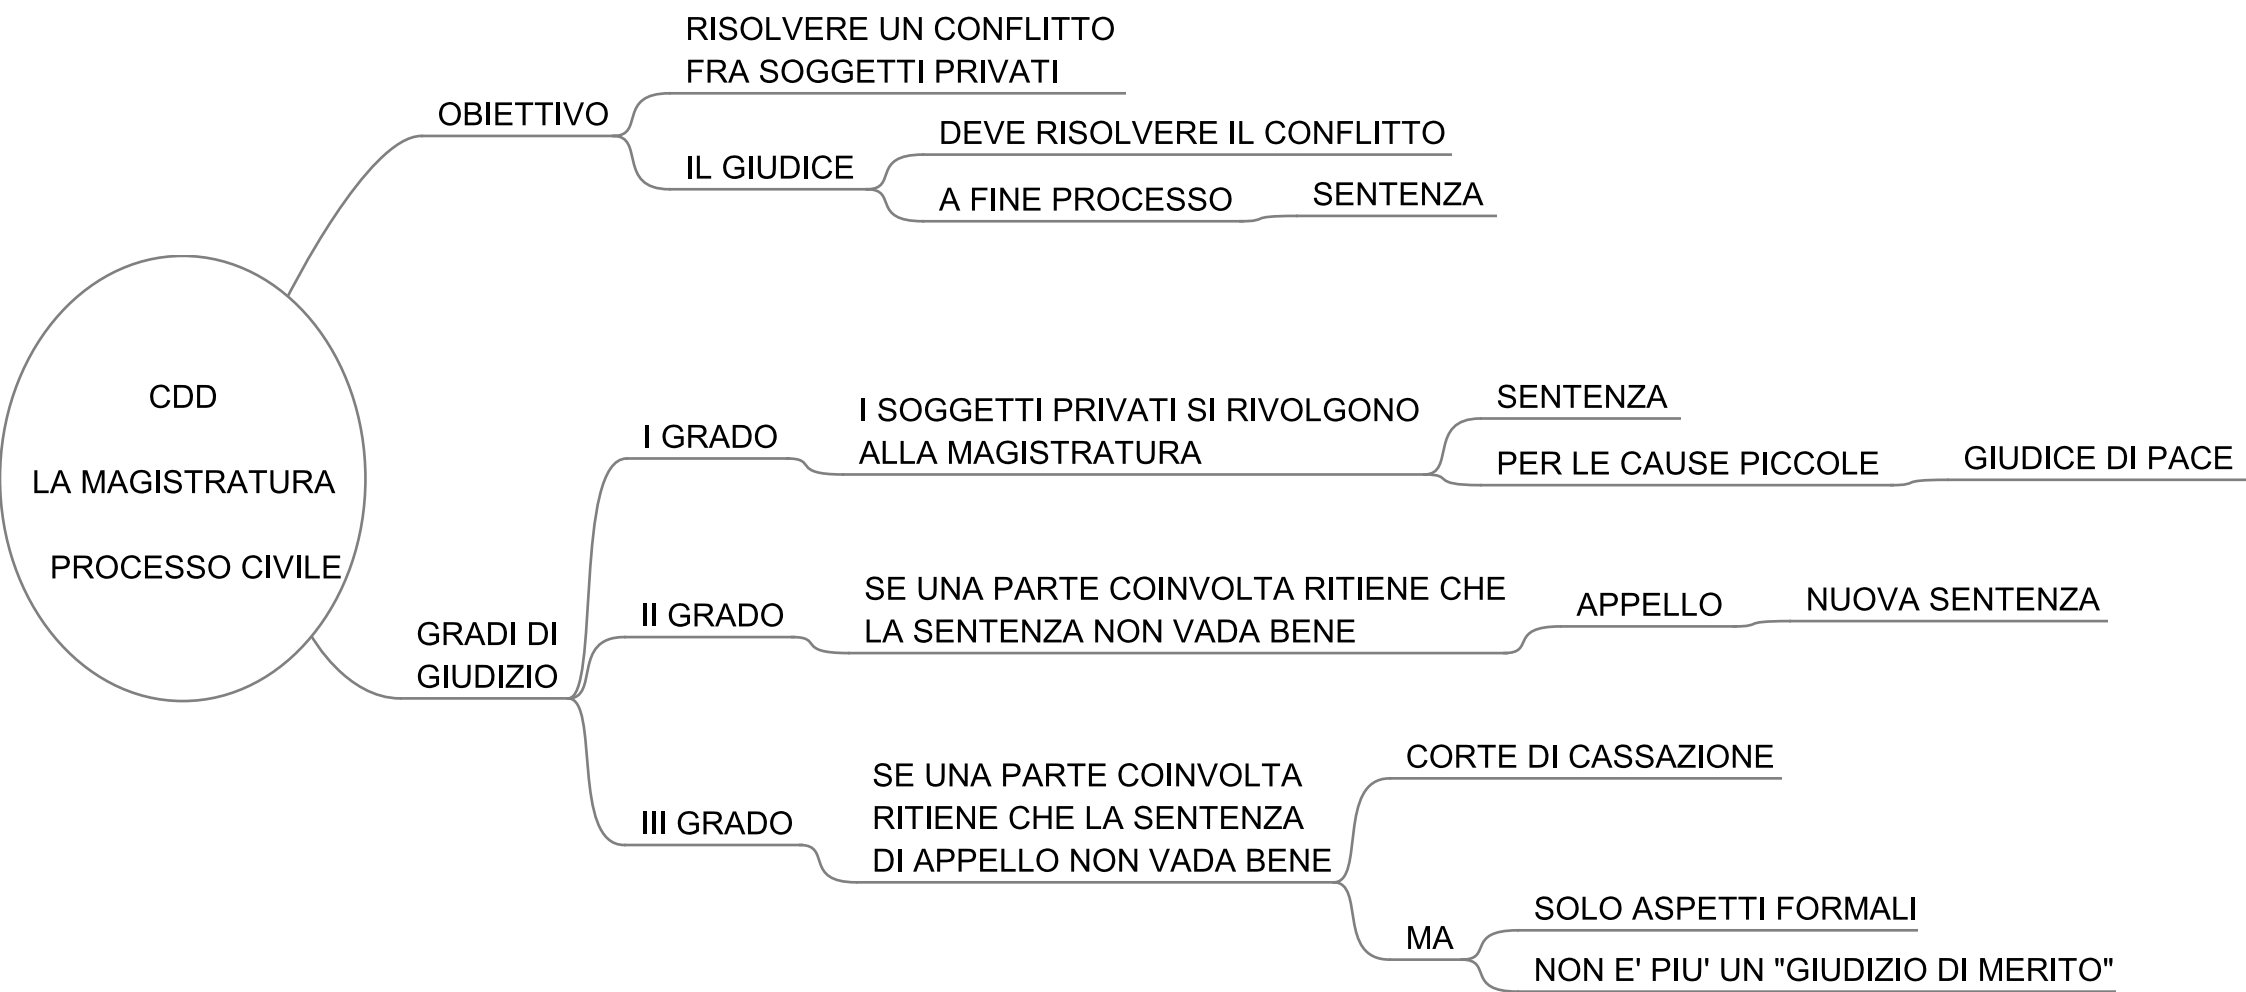 RISOLVERE UN CONFLITTO
FRA SOGGETTI PRIVATI
OBIETTIVO
DEVE RISOLVERE IL CONFLITTO
IL GIUDICE
A FINE PROCESSO
SENTENZA
CDD
LA MAGISTRATURA
PROCESSO CIVILE
GRADI DI
GIUDIZIO
I GRADO
I SOGGETTI PRIVATI SI RIVOLGONO
ALLA MAGISTRATURA
SENTENZA
PER LE CAUSE PICCOLE
GIUDICE DI PACE
II GRADO
SE UNA PARTE COINVOLTA RITIENE CHE
LA SENTENZA NON VADA BENE
APPELLO
NUOVA SENTENZA
III GRADO
SE UNA PARTE COINVOLTA
RITIENE CHE LA SENTENZA
DI APPELLO NON VADA BENE
CORTE DI CASSAZIONE
MA
SOLO ASPETTI FORMALI
NON E' PIU' UN "GIUDIZIO DI MERITO"